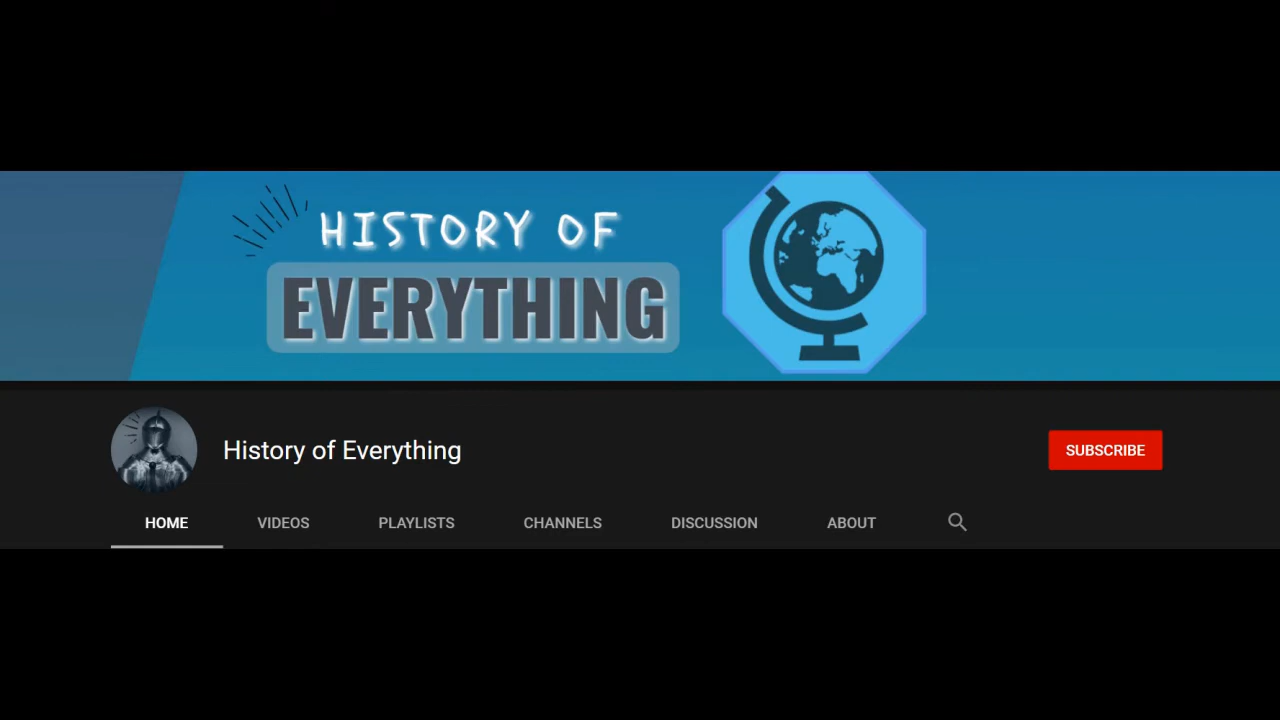 HISTORY OF
EVERYTHING
History of Everything
SUBSCRIBE
HOME VIDEOS PLAYLISTS CHANNELS DISCUSSION ABOUT